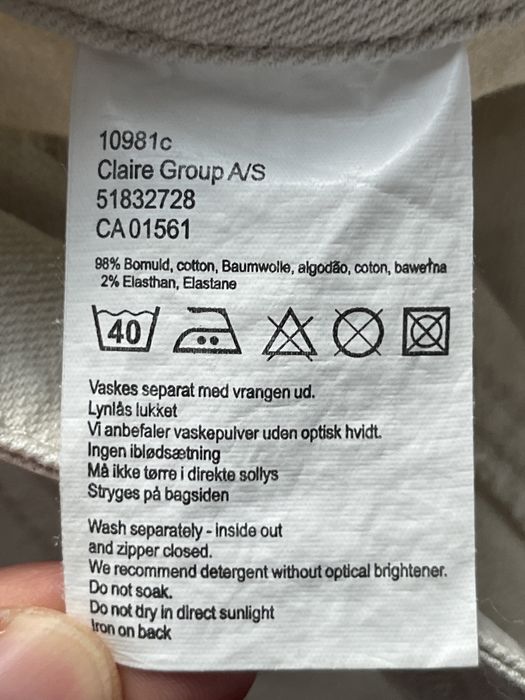 10981c
Claire Group A/S
51832728
CA01561
98% Bomuld, cotton, Baumwolle, algodão, coton, bawełna
2% Elasthan, Elastane
40
Vaskes separat med vrangen ud.
Lynlås lukket
Vi anbefaler vaskepulver uden optisk hvidt.
Ingen iblødsætning
Må ikke tørre i direkte sollys
Stryges på bagsiden
Wash separately - inside out
and zipper closed.
We recommend detergent without optical brightener.
Do not soak.
Do not dry in direct sunlight
Iron on back